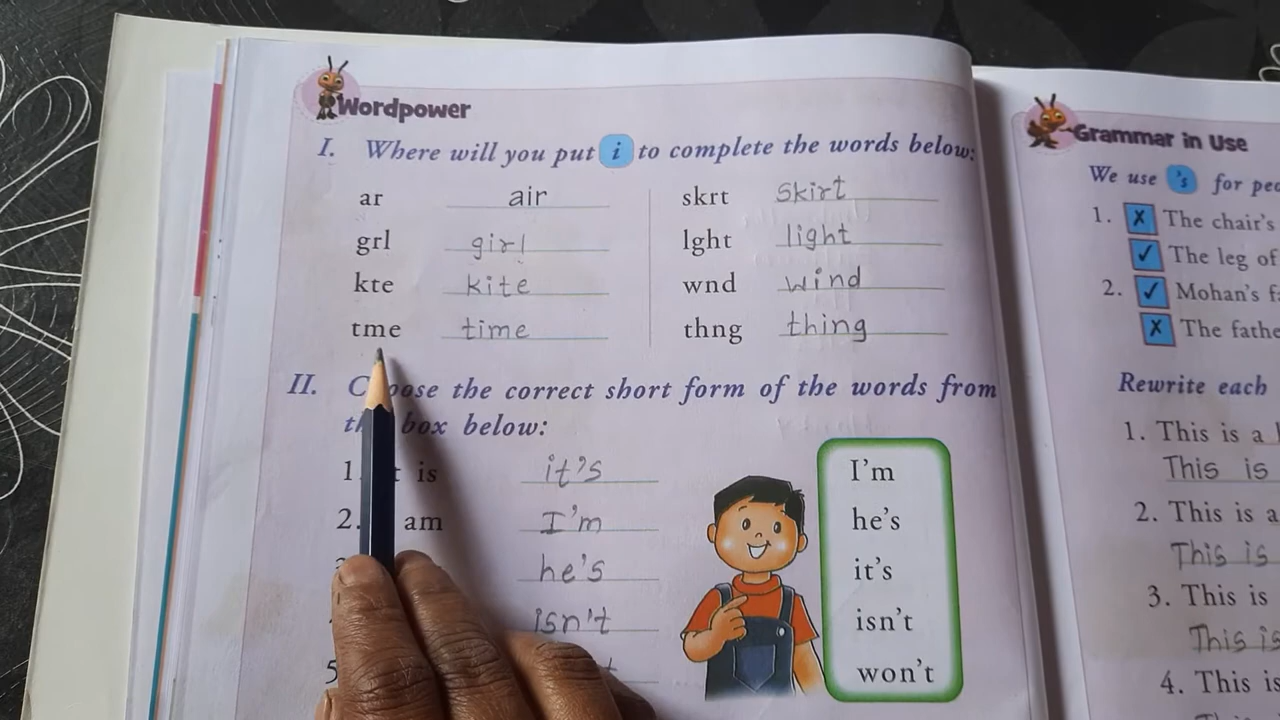 Wordpower
I. Where will you put i to complete the words below:
ar air
grl girl
kte kite
tme time
skrt skirt
lght light
wnd wind
thng thing
II. Choose the correct short form of the words from
the box below:
1. is it's
2. am I'm
he's
isn't
5
I'm
he's
it's
isn't
won't
Grammar in Use
We use 's for
1. ✗ The chair's
✓ The leg of
2. ✓ Mohan's
✗ The
Rewrite each
1. This is a
This is
2. This is a
This is
3. This is
This is
4. This is